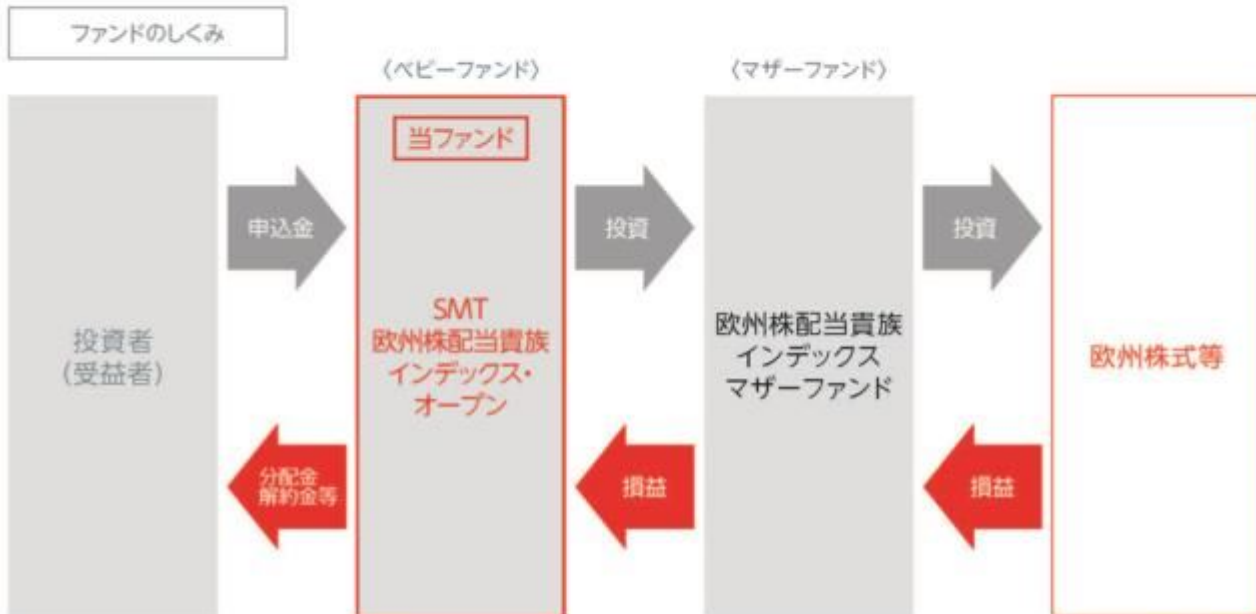 ファンドのしくみ
〈ベビーファンド〉
〈マザーファンド〉
投資者
(受益者)
申込金
分配金
解約金等
当ファンド
SMT
欧州株配当貴族
インデックス・
オープン
投資
損益
欧州株配当貴族
インデックス
マザーファンド
投資
損益
欧州株式等